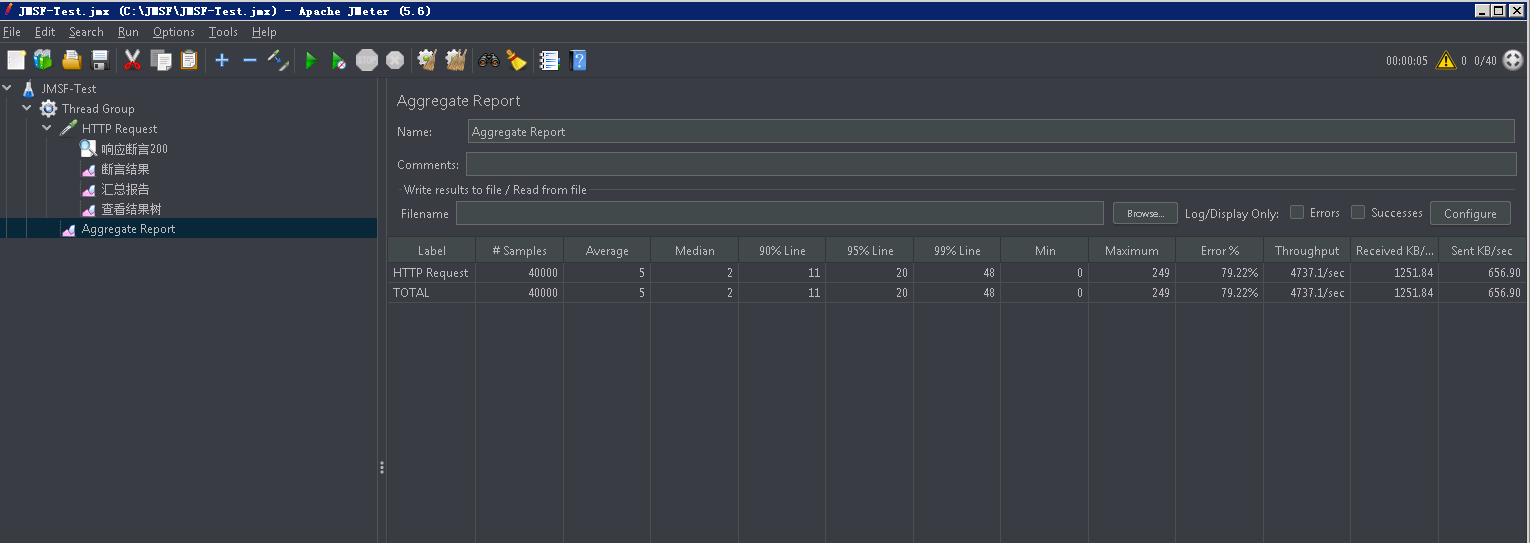 JMSF-Test.jmx (C:\JMSF\JMSF-Test.jmx) - Apache JMeter (5.6)
File Edit Search Run Options Tools Help
STOP
00:00:05 0 0/40
JMSF-Test
Thread Group
HTTP Request
响应断言200
断言结果
汇总报告
查看结果树
Aggregate Report
Aggregate Report
Name: Aggregate Report
Comments:
Write results to file / Read from file
Filename Browse... Log/Display Only: Errors Successes Configure
Label # Samples Average Median 90% Line 95% Line 99% Line Min Maximum Error % Throughput Received KB/... Sent KB/sec
HTTP Request 40000 5 2 11 20 48 0 249 79.22% 4737.1/sec 1251.84 656.90
TOTAL 40000 5 2 11 20 48 0 249 79.22% 4737.1/sec 1251.84 656.90